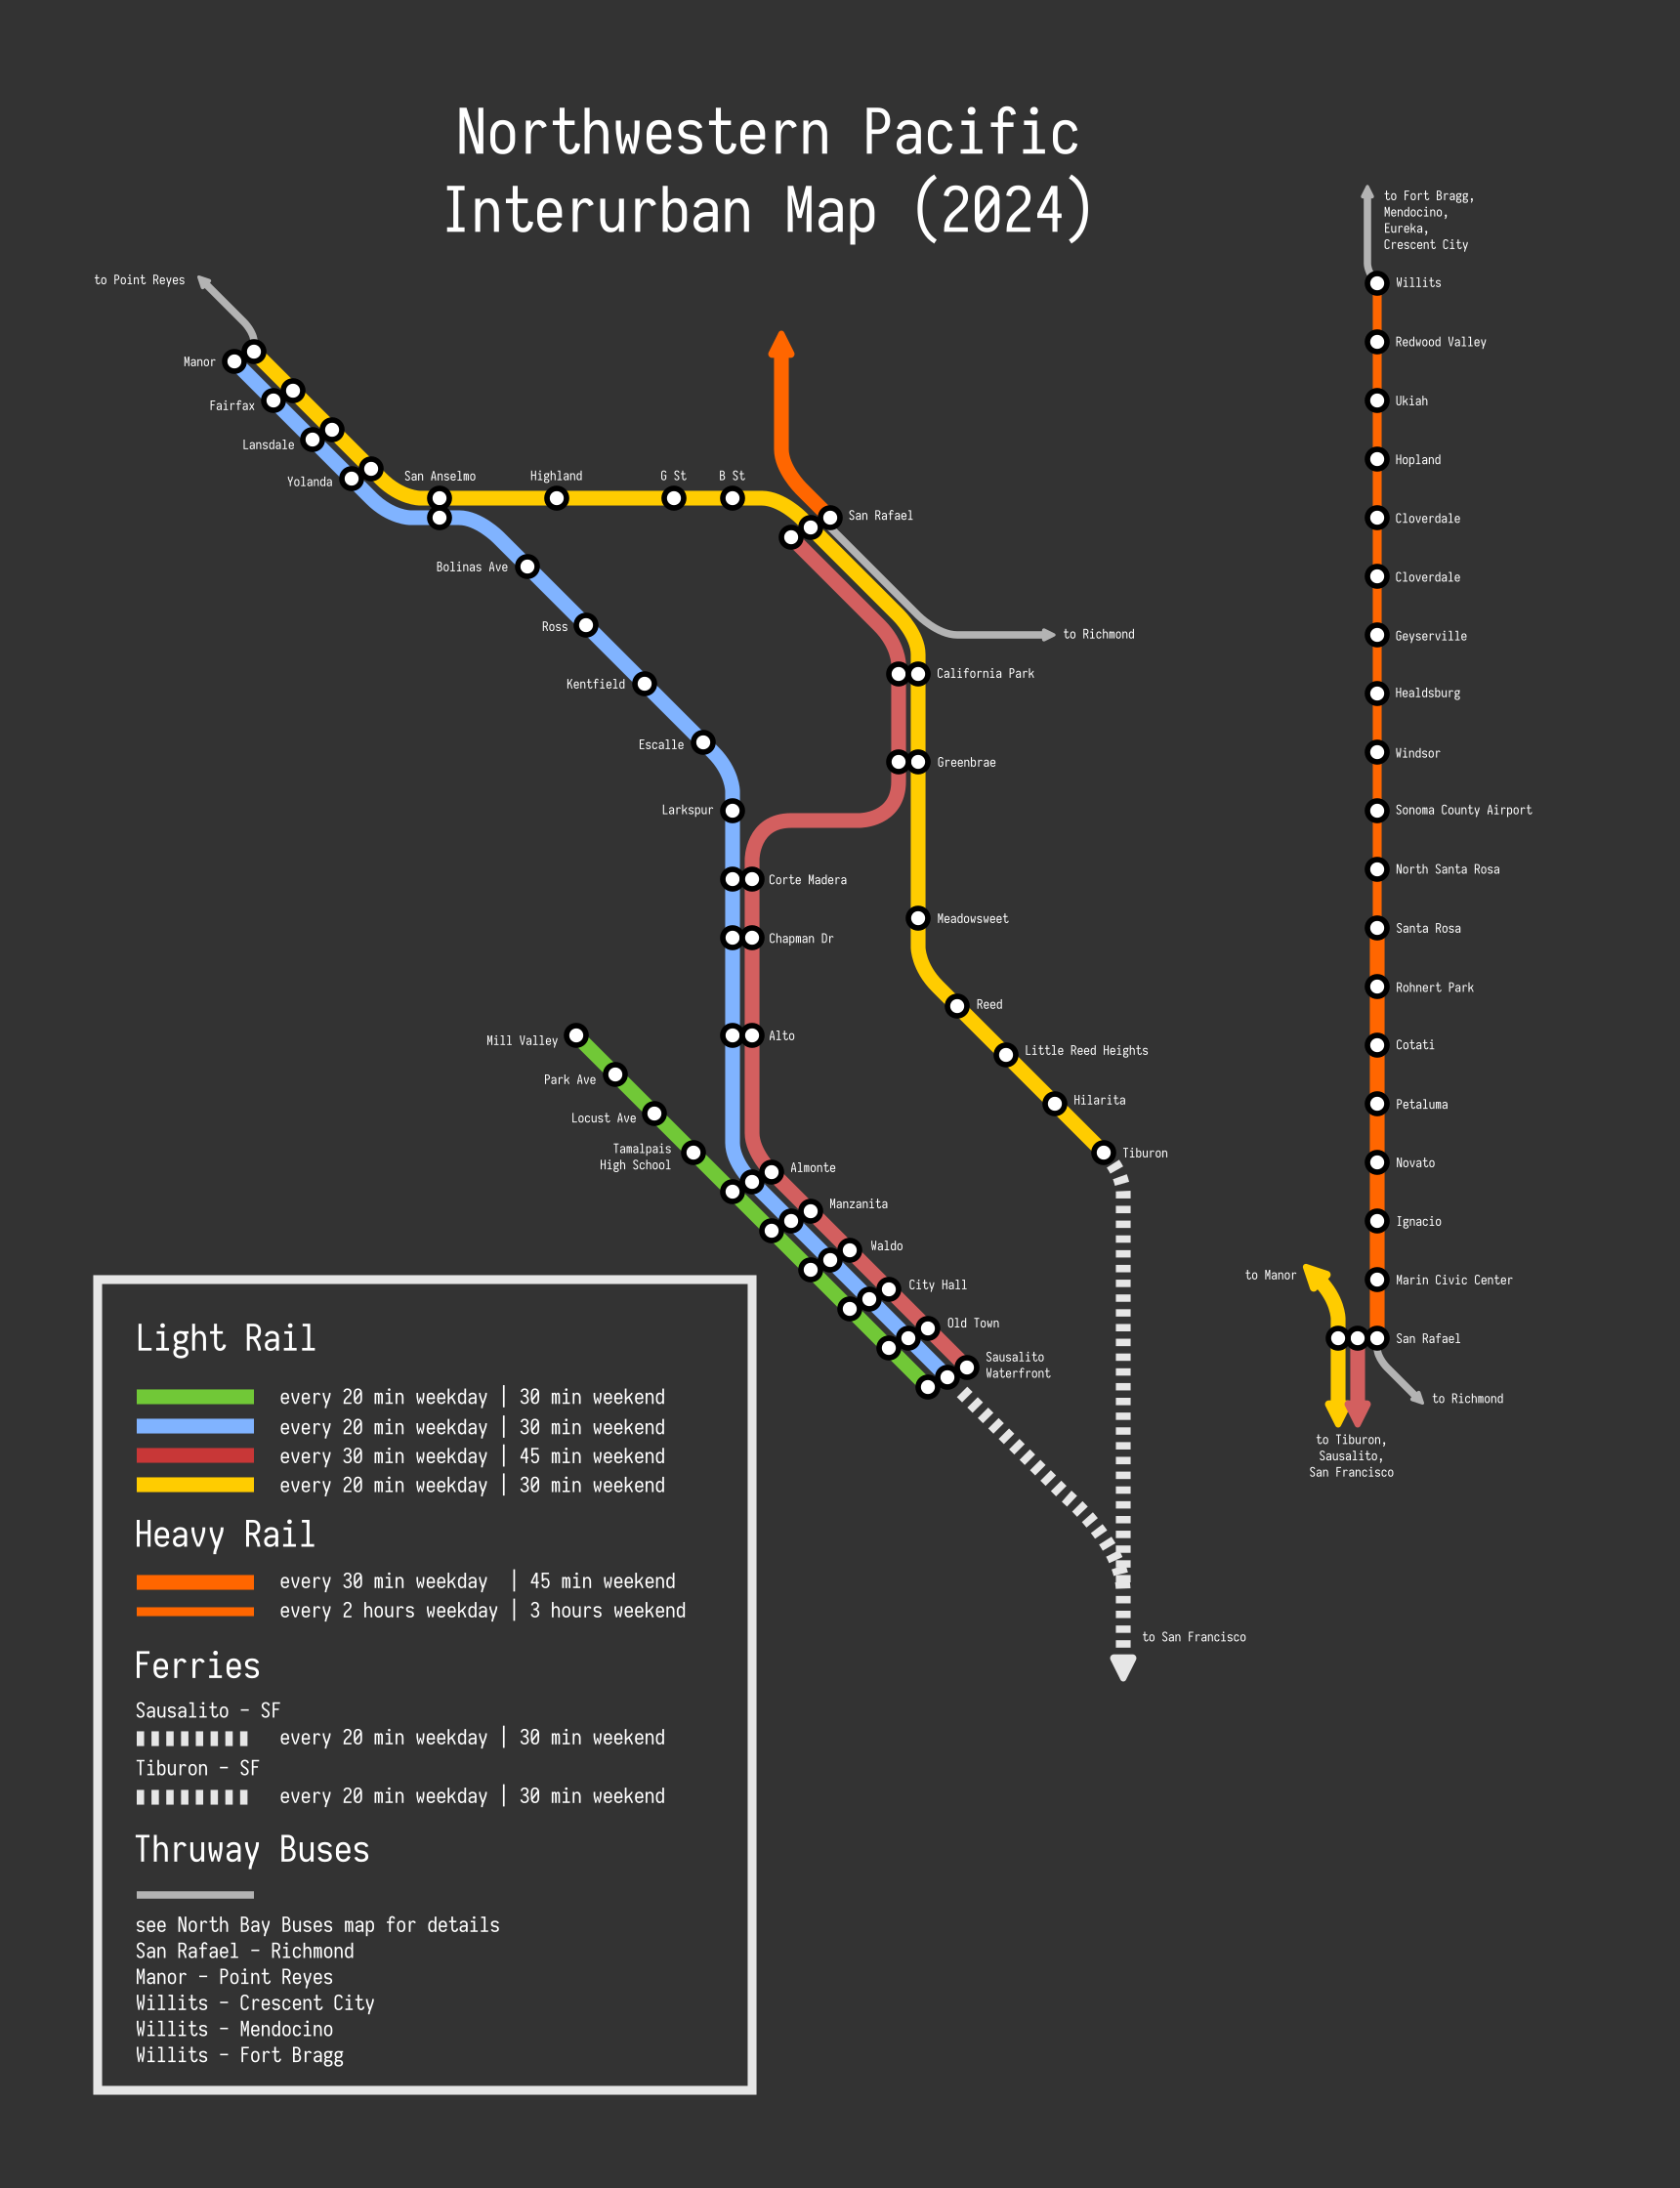 Northwestern Pacific
Interurban Map (2024)
to Point Reyes
Manor
Fairfax
Lansdale
Yolanda
San Anselmo
Highland
G St
B St
San Rafael
to Richmond
Bolinas Ave
Ross
Kentfield
Escalle
Larkspur
California Park
Greenbrae
Corte Madera
Chapman Dr
Alto
Meadowsweet
Reed
Little Reed Heights
Hilarita
Tiburon
Mill Valley
Park Ave
Locust Ave
Tamalpais
High School
Almonte
Manzanita
Waldo
City Hall
Old Town
Sausalito
Waterfront
to San Francisco
to Fort Bragg,
Mendocino,
Eureka,
Crescent City
Willits
Redwood Valley
Ukiah
Hopland
Cloverdale
Cloverdale
Geyserville
Healdsburg
Windsor
Sonoma County Airport
North Santa Rosa
Santa Rosa
Rohnert Park
Cotati
Petaluma
Novato
Ignacio
Marin Civic Center
to Manor
San Rafael
to Richmond
to Tiburon,
Sausalito,
San Francisco
Light Rail
every 20 min weekday | 30 min weekend
every 20 min weekday | 30 min weekend
every 30 min weekday | 45 min weekend
every 20 min weekday | 30 min weekend
Heavy Rail
every 30 min weekday | 45 min weekend
every 2 hours weekday | 3 hours weekend
Ferries
Sausalito - SF
every 20 min weekday | 30 min weekend
Tiburon - SF
every 20 min weekday | 30 min weekend
Thruway Buses
see North Bay Buses map for details
San Rafael - Richmond
Manor - Point Reyes
Willits - Crescent City
Willits - Mendocino
Willits - Fort Bragg